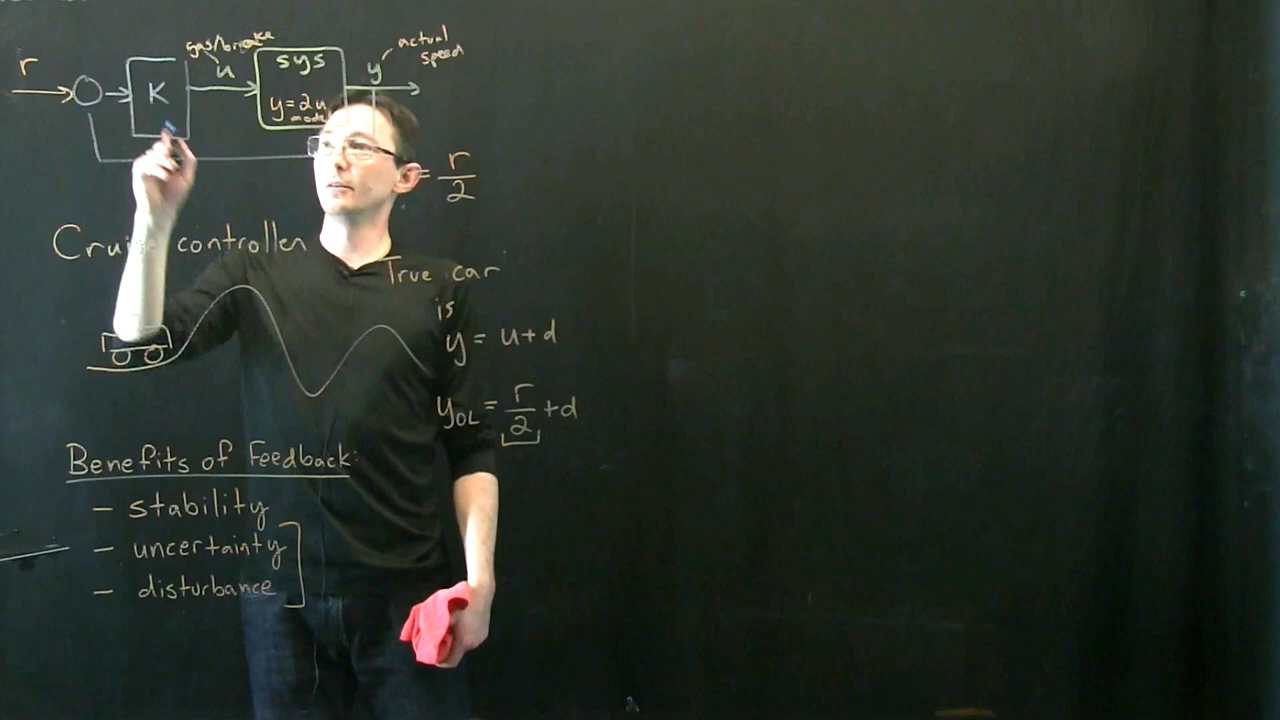 gas/brake
actual
speed
r
K
u
sys
y
y=2u
model
= r/2
Cruise controller
True car
is
y = u+d
yOL = r/2 + d
Benefits of Feedback:
– stability
– uncertainty
– disturbance